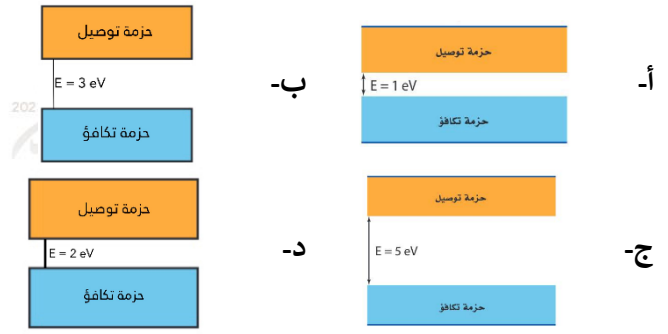 أ-
حزمة توصيل
E = 1 eV
حزمة تكافؤ
ب-
حزمة توصيل
E = 3 eV
حزمة تكافؤ
202
ج-
حزمة توصيل
E = 5 eV
حزمة تكافؤ
د-
حزمة توصيل
E = 2 eV
حزمة تكافؤ